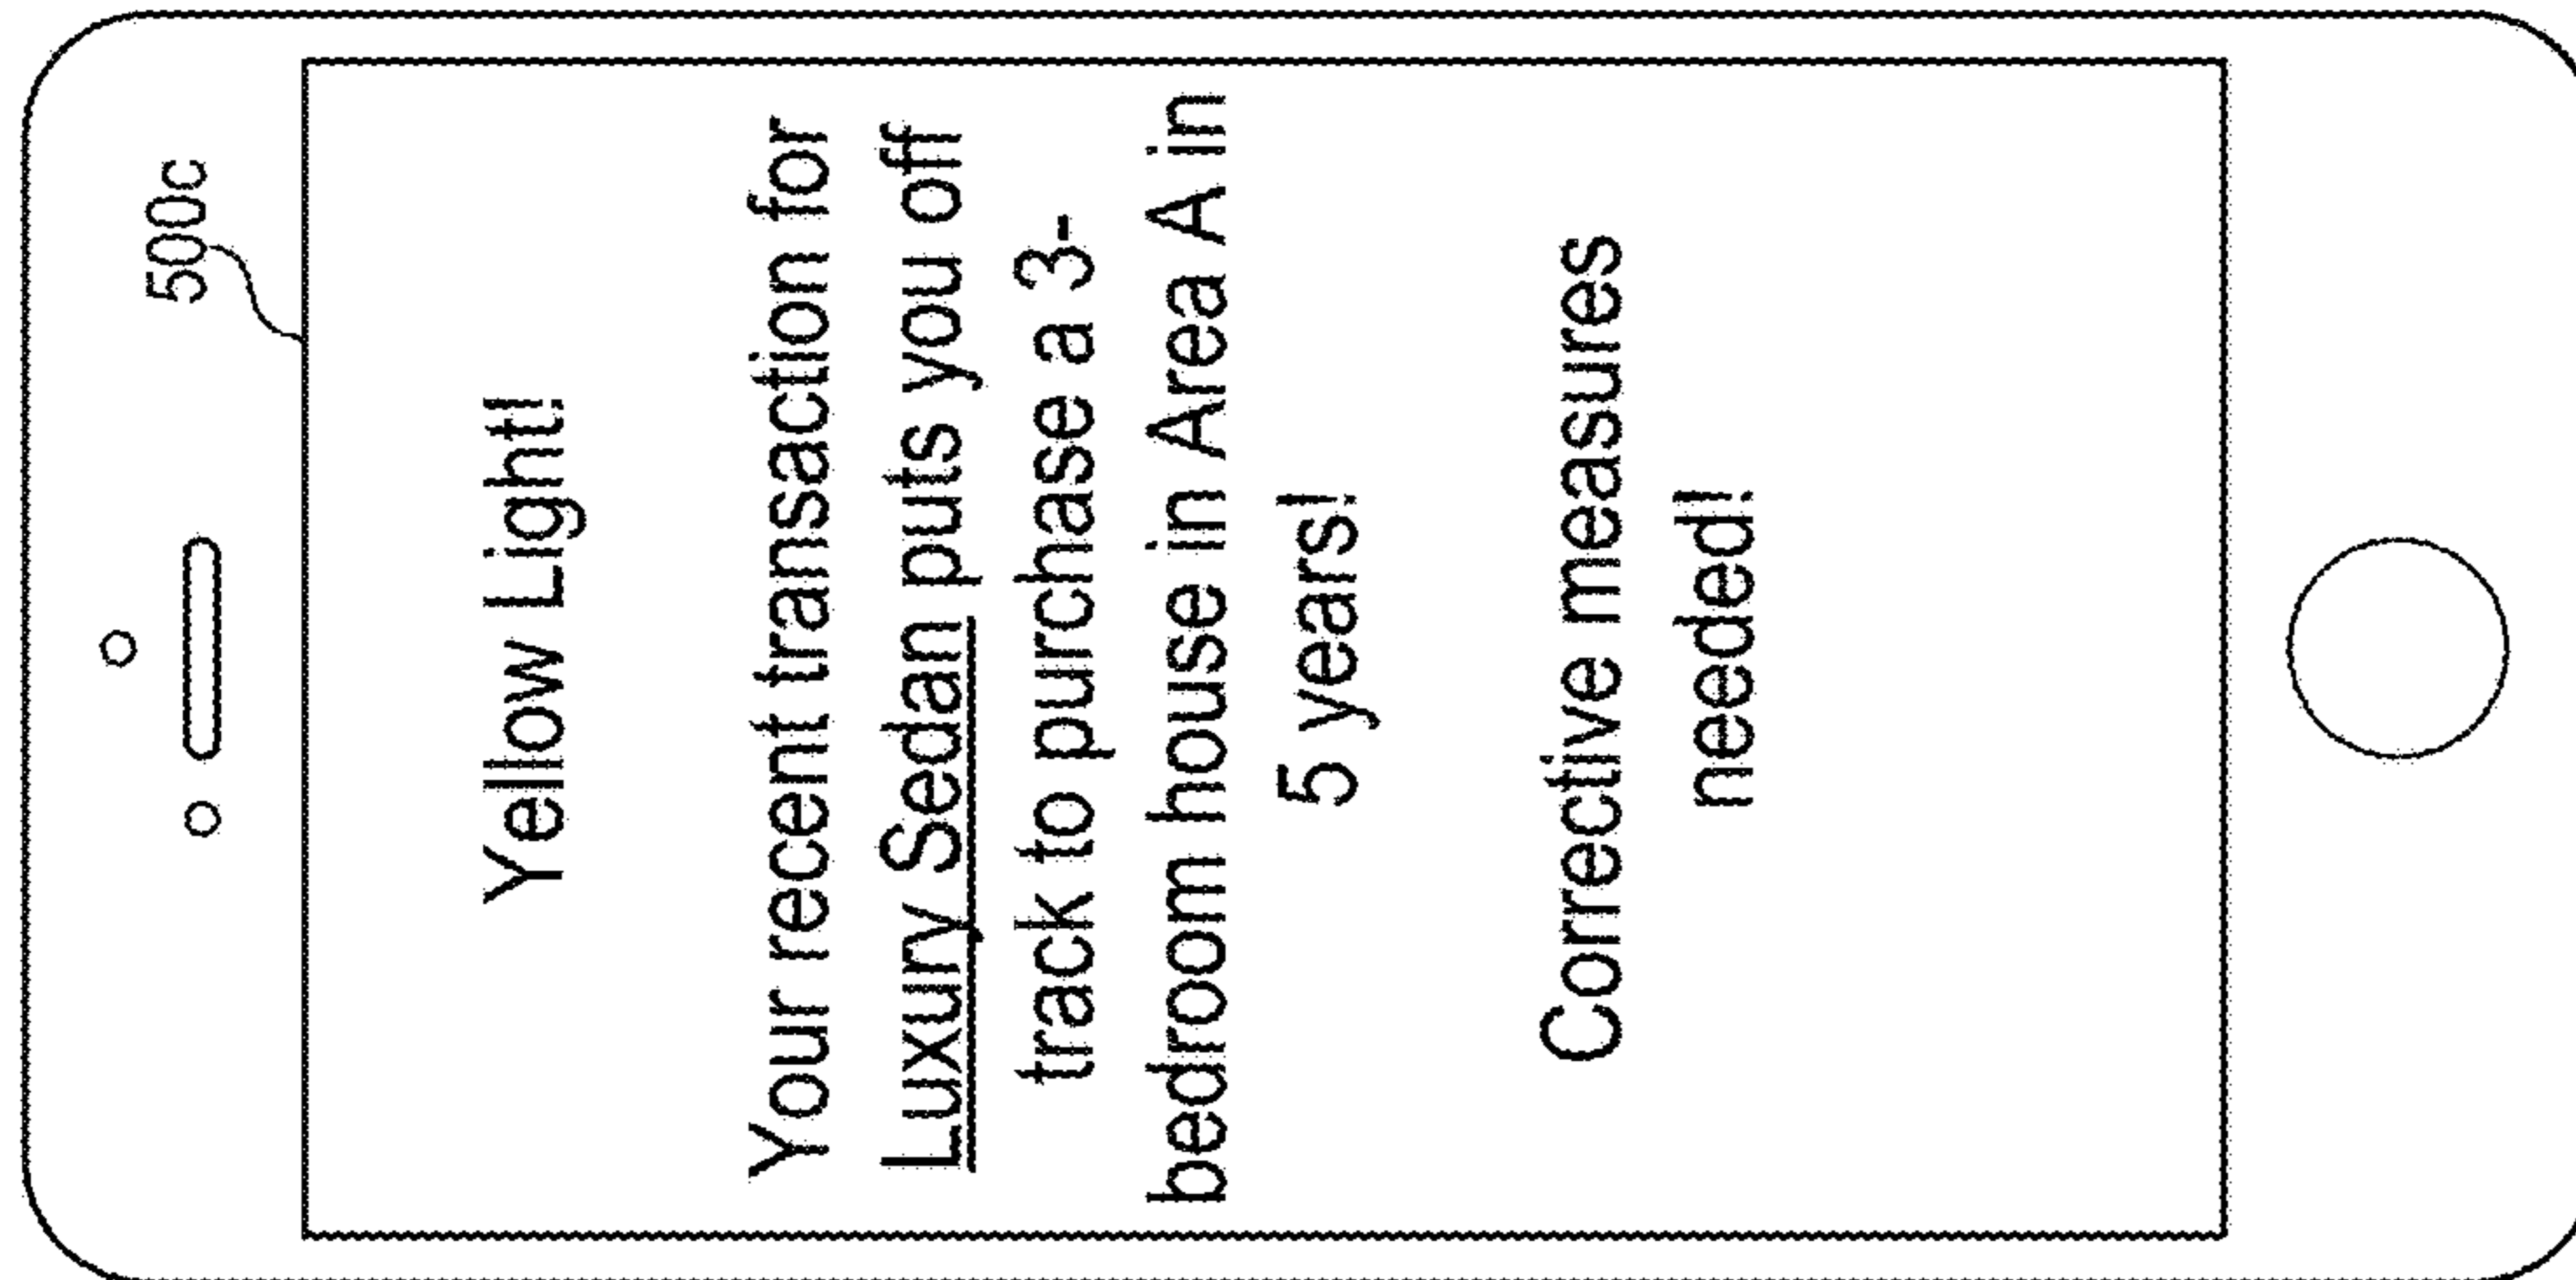 500c
Yellow Light!
Your recent transaction for
Luxury Sedan puts you off
track to purchase a 3-
bedroom house in Area A in
5 years!
Corrective measures
needed!